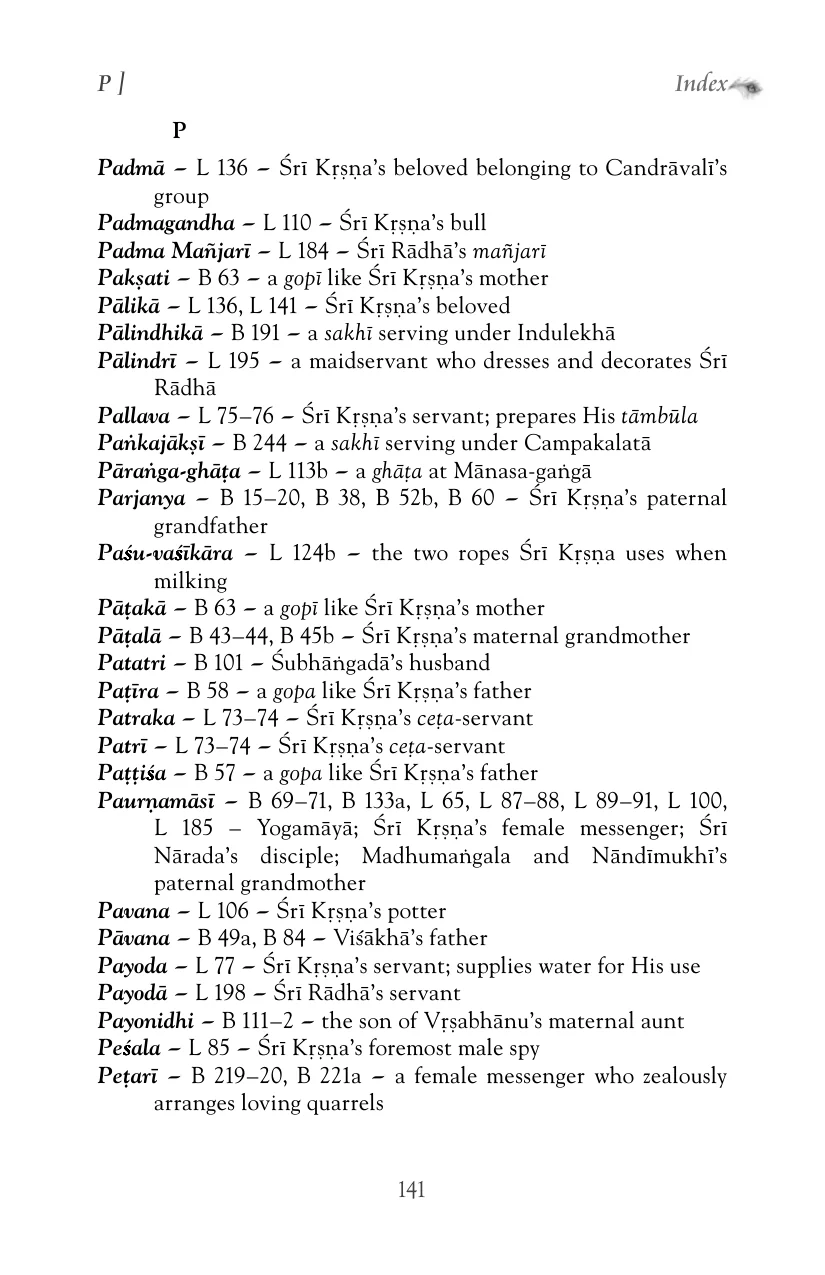 P ]
Index
P
Padmā – L 136 – Śrī Kṛṣṇa’s beloved belonging to Candrāvalī’s
group
Padmagandha – L 110 – Śrī Kṛṣṇa’s bull
Padma Mañjarī – L 184 – Śrī Rādhā’s mañjarī
Pakṣati – B 63 – a gopī like Śrī Kṛṣṇa’s mother
Pālikā – L 136, L 141 – Śrī Kṛṣṇa’s beloved
Pālindhikā – B 191 – a sakhī serving under Indulekhā
Pālindrī – L 195 – a maidservant who dresses and decorates Śrī
Rādhā
Pallava – L 75–76 – Śrī Kṛṣṇa’s servant; prepares His tāmbūla
Paṅkajākṣī – B 244 – a sakhī serving under Campakalatā
Pāraṅga-ghāṭa – L 113b – a ghāṭa at Mānasa-gaṅgā
Parjanya – B 15–20, B 38, B 52b, B 60 – Śrī Kṛṣṇa’s paternal
grandfather
Paśu-vaśīkāra – L 124b – the two ropes Śrī Kṛṣṇa uses when
milking
Pāṭakā – B 63 – a gopī like Śrī Kṛṣṇa’s mother
Pāṭalā – B 43–44, B 45b – Śrī Kṛṣṇa’s maternal grandmother
Patatri – B 101 – Śubhāṅgadā’s husband
Paṭīra – B 58 – a gopa like Śrī Kṛṣṇa’s father
Patraka – L 73–74 – Śrī Kṛṣṇa’s ceṭa-servant
Patrī – L 73–74 – Śrī Kṛṣṇa’s ceṭa-servant
Paṭṭiśa – B 57 – a gopa like Śrī Kṛṣṇa’s father
Paurṇamāsī – B 69–71, B 133a, L 65, L 87–88, L 89–91, L 100,
L 185 – Yogamāyā; Śrī Kṛṣṇa’s female messenger; Śrī
Nārada’s disciple; Madhumaṅgala and Nāndīmukhī’s
paternal grandmother
Pavana – L 106 – Śrī Kṛṣṇa’s potter
Pāvana – B 49a, B 84 – Viśākhā’s father
Payoda – L 77 – Śrī Kṛṣṇa’s servant; supplies water for His use
Payodā – L 198 – Śrī Rādhā’s servant
Payonidhi – B 111–2 – the son of Vṛṣabhānu’s maternal aunt
Peśala – L 85 – Śrī Kṛṣṇa’s foremost male spy
Peṭarī – B 219–20, B 221a – a female messenger who zealously
arranges loving quarrels
141